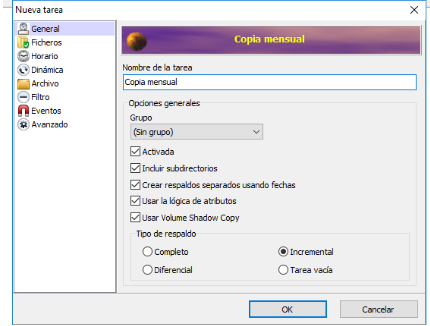 Nueva tarea
General
Ficheros
Horario
Dinámica
Archivo
Filtro
Eventos
Avanzado
Copia mensual
Nombre de la tarea
Copia mensual
Opciones generales
Grupo
(Sin grupo)
Activada
Incluir subdirectorios
Crear respaldos separados usando fechas
Usar la lógica de atributos
Usar Volume Shadow Copy
Tipo de respaldo
Completo
Incremental
Diferencial
Tarea vacía
OK
Cancelar